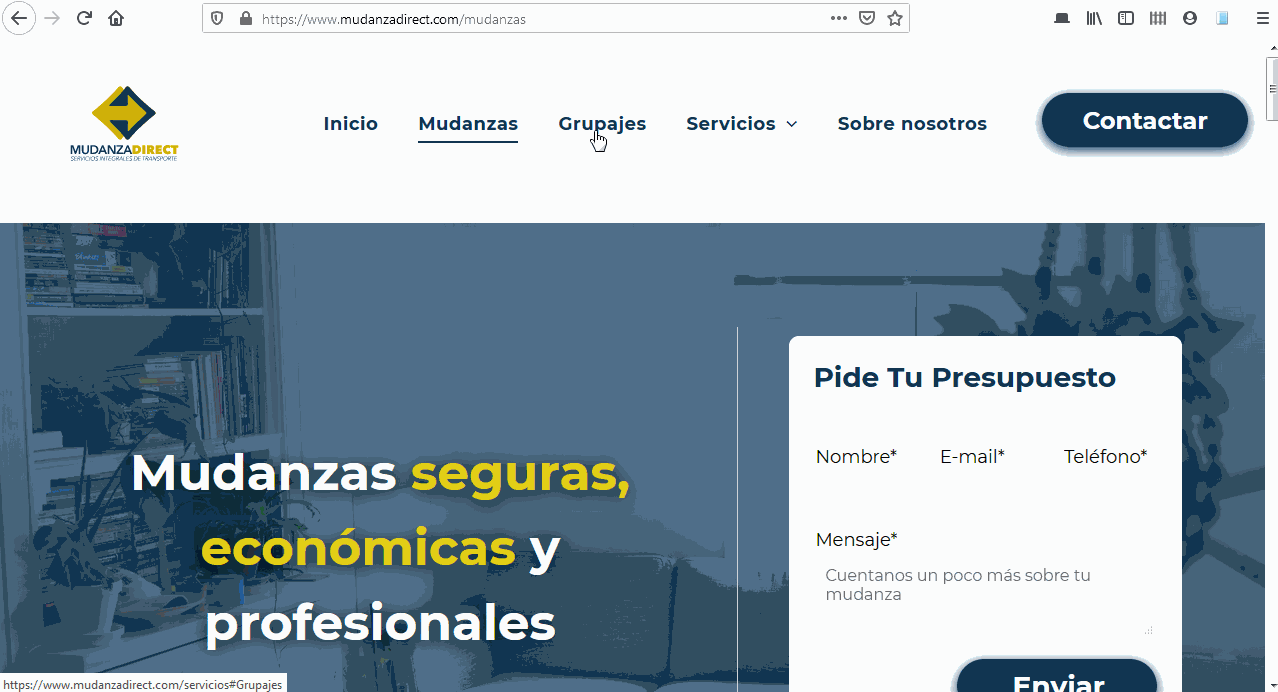 https://www.mudanzadirect.com/mudanzas
MUDANZADIRECT
SERVICIOS INTEGRALES DE TRANSPORTE
Inicio
Mudanzas
Grupajes
Servicios
Sobre nosotros
Contactar
Mudanzas seguras,
económicas y
profesionales
Pide Tu Presupuesto
Nombre*
E-mail*
Teléfono*
Mensaje*
Cuentanos un poco más sobre tu
mudanza
Enviar
https://www.mudanzadirect.com/servicios#Grupajes